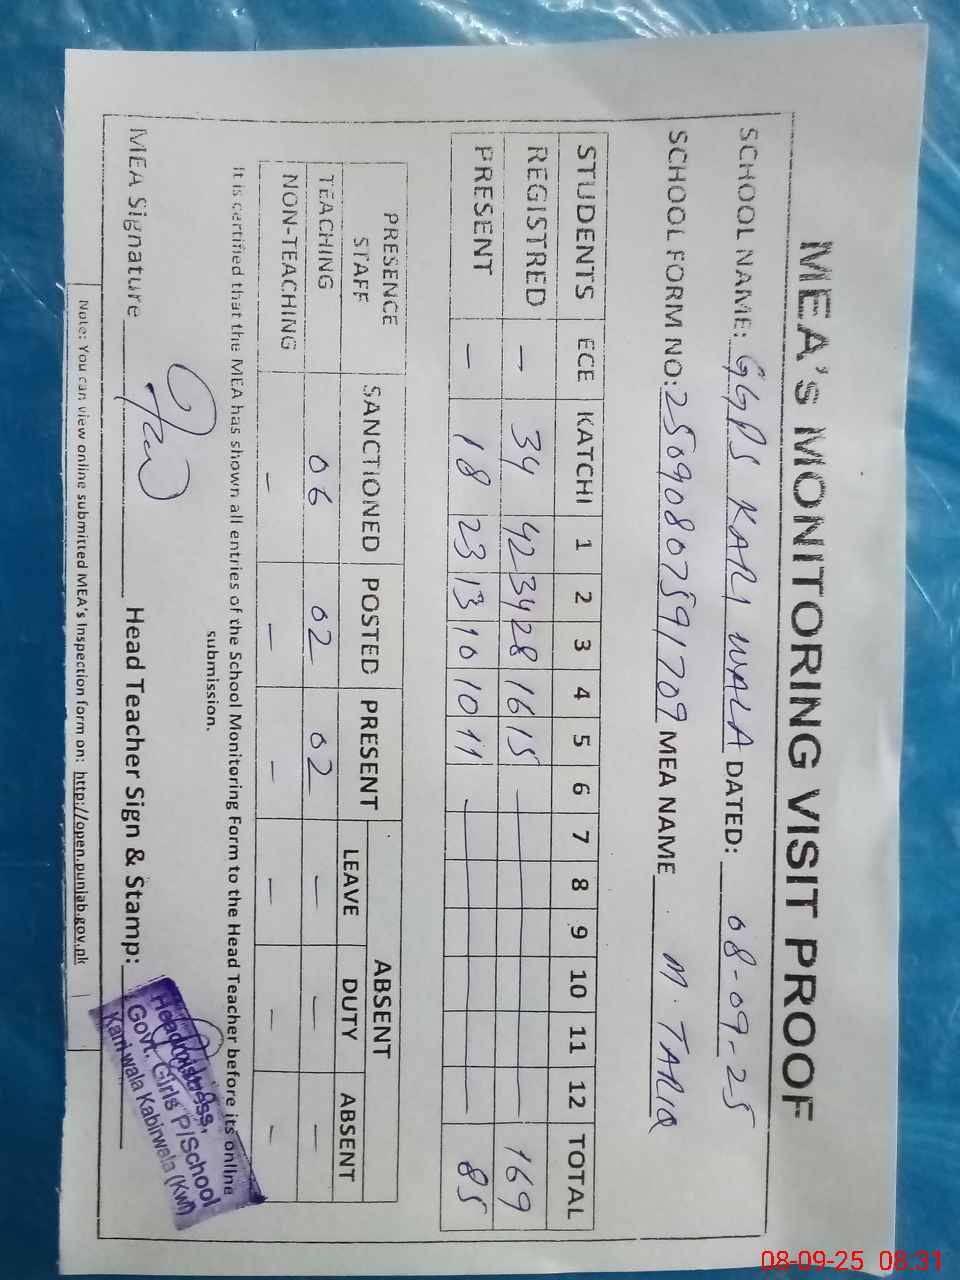 MEA's MONITORING VISIT PROOF
SCHOOL NAME: GGPS KARI WALA DATED: 08-09-25
SCHOOL FORM NO: 25090807591709 MEA NAME M. TARIQ
STUDENTS ECE KATCHI 1 2 3 4 5 6 7 8 9 10 11 12 TOTAL
REGISTRED - 34 42 34 28 16 15 - 169
PRESENT - 18 23 13 10 10 11 - 85
PRESENCE STAFF SANCTIONED POSTED PRESENT ABSENT
LEAVE DUTY ABSENT
TEACHING 06 02 02 - - -
NON-TEACHING - - - - - -
It is certified that the MEA has shown all entries of the School Monitoring Form to the Head Teacher before its online
submission.
MEA Signature Head Teacher Sign & Stamp:
Headmistress,
Govt. Girls P/School
Karri wala Kabirwala (Kwl)
Note: You can view online submitted MEA's Inspection form on: http://open.punjab.gov.pk
08-09-25 08:31